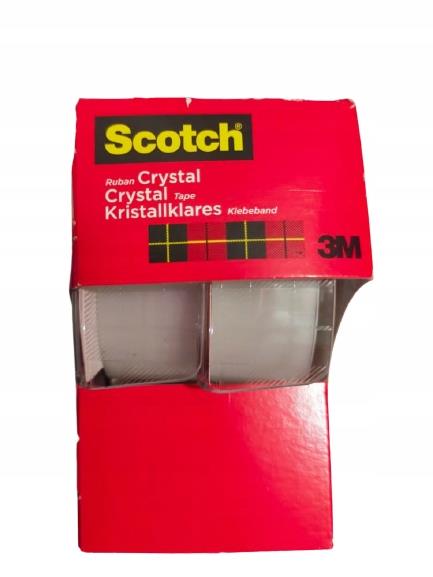 Scotch®
Ruban Crystal
Crystal Tape
Kristallklares Klebeband
3M